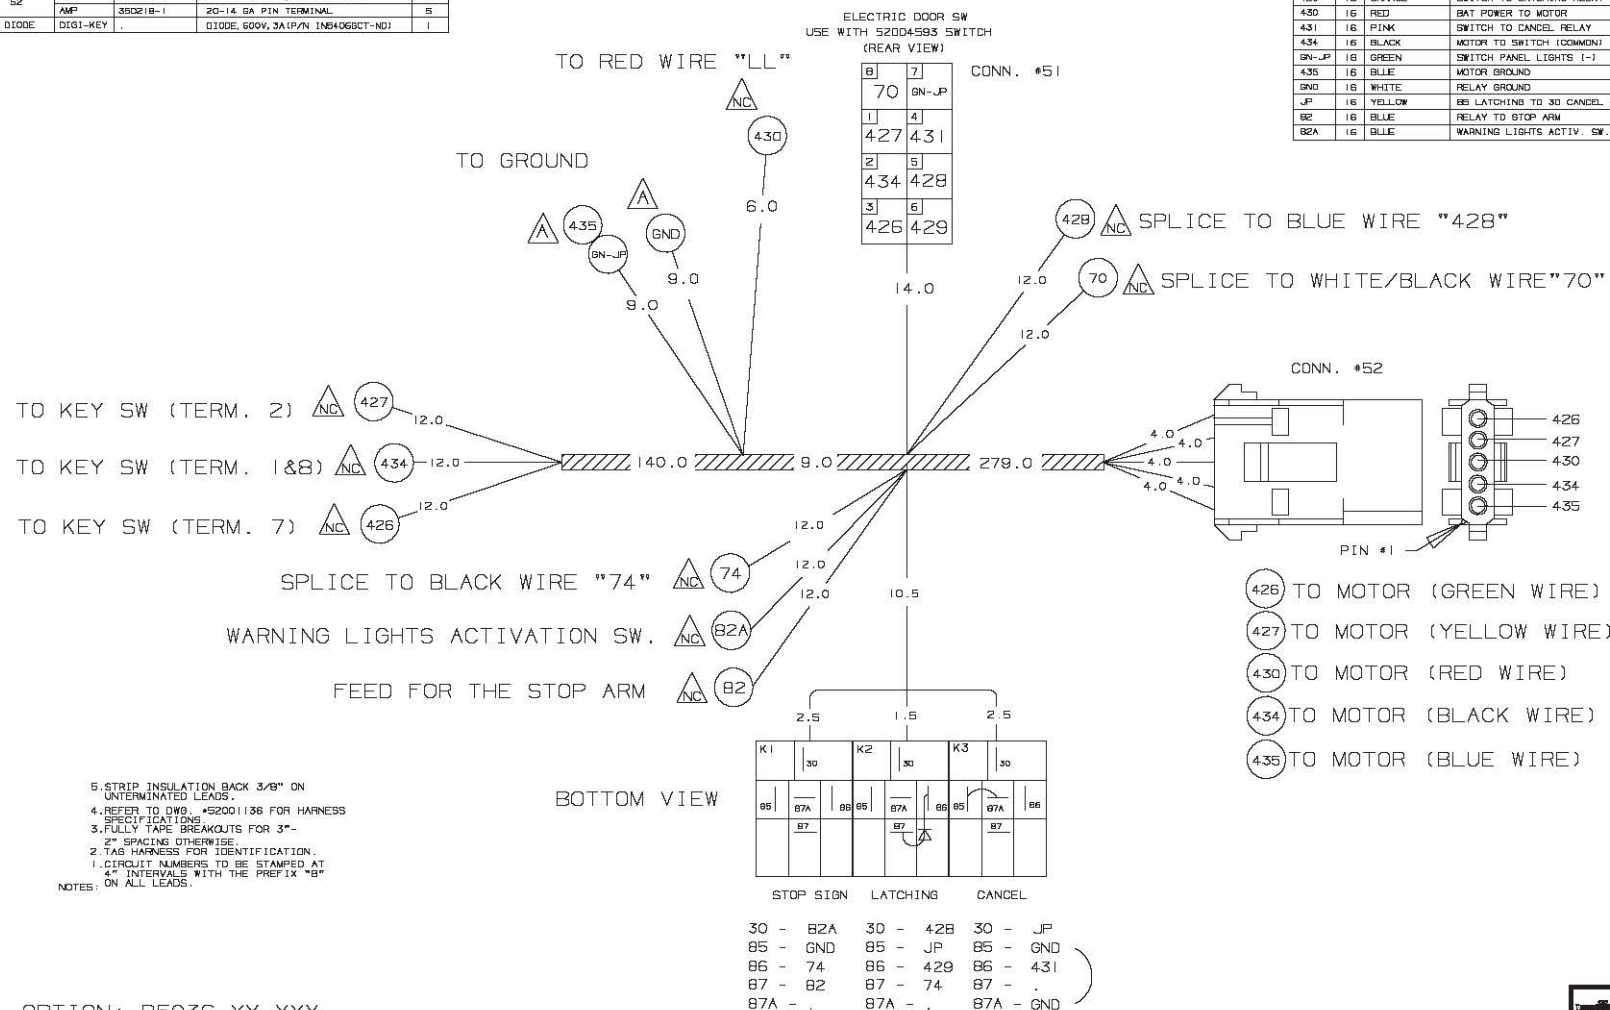 52
AMP 350218-1 20-14 GA PIN TERMINAL 5
DIODE DIGI-KEY . DIODE, 600V, 3A(P/N IN5406GCT-ND) 1
430 16 RED BAT POWER TO MOTOR
431 16 PINK SWITCH TO CANCEL RELAY
434 16 BLACK MOTOR TO SWITCH (COMMON)
GN-JP 18 GREEN SWITCH PANEL LIGHTS (-)
435 16 BLUE MOTOR GROUND
GND 16 WHITE RELAY GROUND
JP 16 YELLOW 85 LATCHING TO 30 CANCEL
82 16 BLUE RELAY TO STOP ARM
82A 16 BLUE WARNING LIGHTS ACTIV. SW.
ELECTRIC DOOR SW
USE WITH 52004593 SWITCH
(REAR VIEW)
CONN. #51
8 7
70 GN-JP
1 4
427 431
2 5
434 428
3 6
426 429
14.0
TO RED WIRE "LL"
NC
430
6.0
TO GROUND
A
A 435
GND
GN-JP
9.0
9.0
428 NC SPLICE TO BLUE WIRE "428"
12.0
70 NC SPLICE TO WHITE/BLACK WIRE"70"
12.0
TO KEY SW (TERM. 2) NC 427 12.0
TO KEY SW (TERM. 1&8) NC 434 12.0
TO KEY SW (TERM. 7) NC 426 12.0
140.0 9.0 279.0
CONN. #52
4.0
4.0
4.0
4.0
4.0
426
427
430
434
435
PIN #1
SPLICE TO BLACK WIRE "74" NC 74 12.0
WARNING LIGHTS ACTIVATION SW. NC 82A 12.0
FEED FOR THE STOP ARM NC 82 12.0
10.5
426 TO MOTOR (GREEN WIRE)
427 TO MOTOR (YELLOW WIRE)
430 TO MOTOR (RED WIRE)
434 TO MOTOR (BLACK WIRE)
435 TO MOTOR (BLUE WIRE)
2.5 1.5 2.5
BOTTOM VIEW
K1 30 K2 30 K3 30
85 87A 86 85 87A 86 85 87A 86
87 87 87
STOP SIGN LATCHING CANCEL
30 - 82A 30 - 428 30 - JP
85 - GND 85 - JP 85 - GND
86 - 74 86 - 429 86 - 431
87 - 82 87 - 74 87 - .
87A - . 87A - . 87A - GND
5.STRIP INSULATION BACK 3/8" ON
UNTERMINATED LEADS.
4.REFER TO DWG. #52001136 FOR HARNESS
SPECIFICATIONS.
3.FULLY TAPE BREAKOUTS FOR 3"-
2" SPACING OTHERWISE.
2.TAG HARNESS FOR IDENTIFICATION.
1.CIRCUIT NUMBERS TO BE STAMPED AT
4" INTERVALS WITH THE PREFIX "B"
NOTES: ON ALL LEADS.